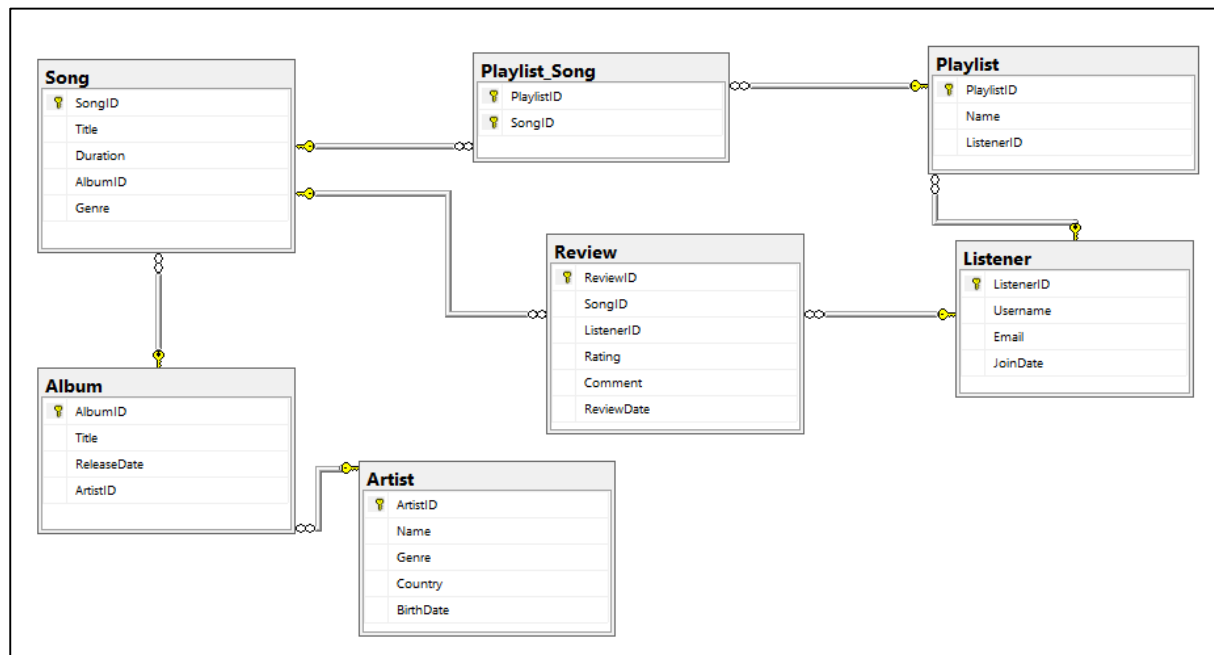 Song
SongID
Title
Duration
AlbumID
Genre
Playlist_Song
PlaylistID
SongID
Playlist
PlaylistID
Name
ListenerID
Review
ReviewID
SongID
ListenerID
Rating
Comment
ReviewDate
Listener
ListenerID
Username
Email
JoinDate
Album
AlbumID
Title
ReleaseDate
ArtistID
Artist
ArtistID
Name
Genre
Country
BirthDate